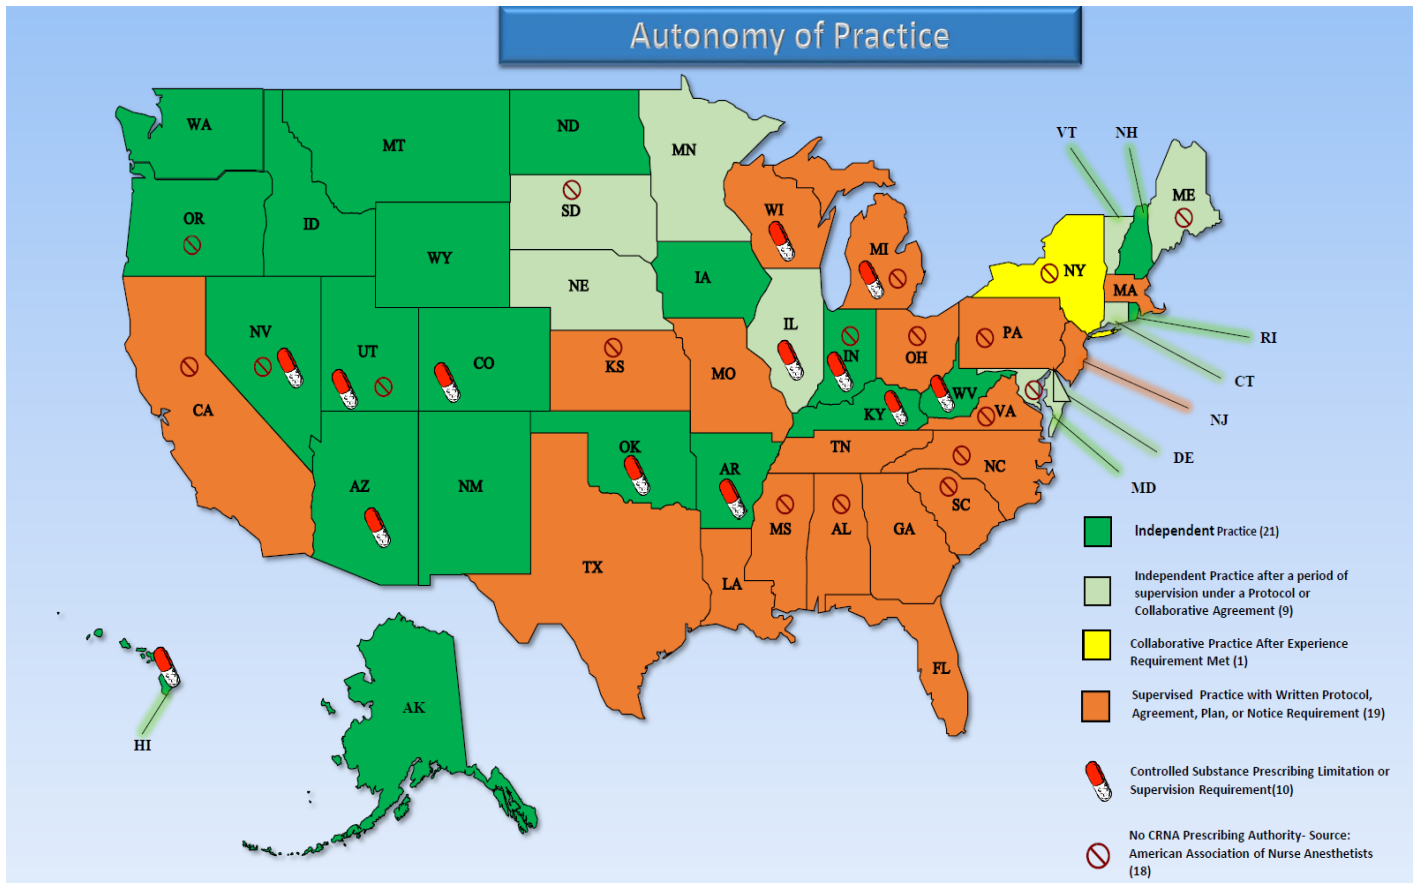 Autonomy of Practice
WA
MT
ND
MN
VT
NH
ME
OR
ID
SD
WI
MI
WY
NY
NE
IA
MA
NV
UT
CO
IL
IN
OH
PA
RI
KS
MO
CT
CA
KY
WV
VA
NJ
AZ
NM
OK
AR
TN
NC
DE
MD
SC
MS
AL
GA
TX
LA
FL
AK
HI
Independent Practice (21)
Independent Practice after a period of
supervision under a Protocol or
Collaborative Agreement (9)
Collaborative Practice After Experience
Requirement Met (1)
Supervised Practice with Written Protocol,
Agreement, Plan, or Notice Requirement (19)
Controlled Substance Prescribing Limitation or
Supervision Requirement(10)
No CRNA Prescribing Authority- Source:
American Association of Nurse Anesthetists
(18)